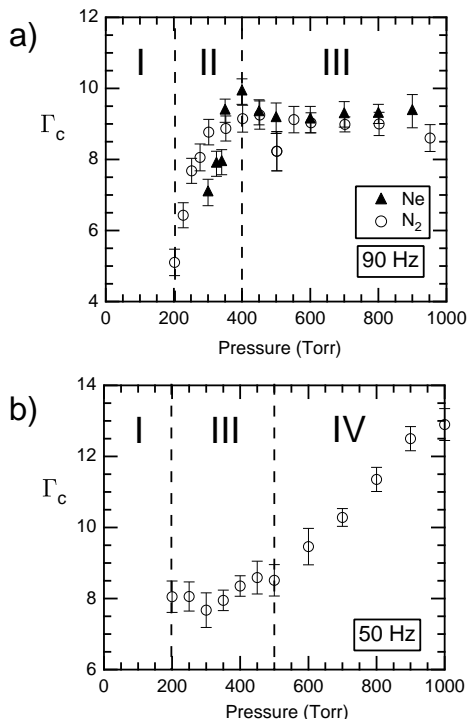 a)
12
10
8
6
4
Γc
I
II
III
▲ Ne
○ N2
90 Hz
0
200
400
600
800
1000
Pressure (Torr)
b)
14
12
10
8
6
Γc
I
III
IV
50 Hz
0
200
400
600
800
1000
Pressure (Torr)